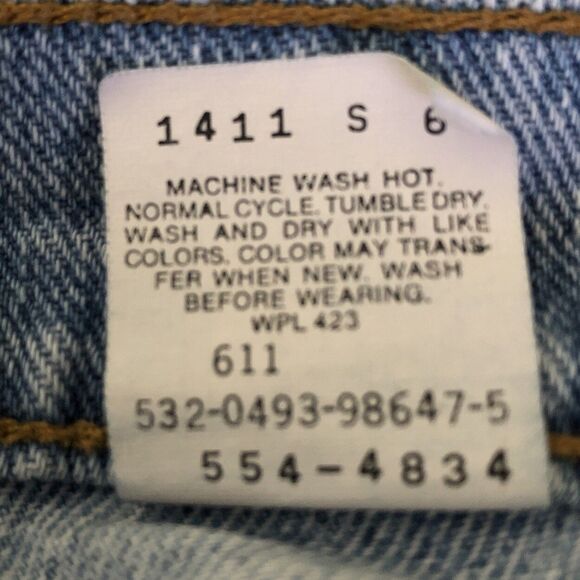 1411 S 6
MACHINE WASH HOT.
NORMAL CYCLE. TUMBLE DRY.
WASH AND DRY WITH LIKE
COLORS. COLOR MAY TRANS-
FER WHEN NEW. WASH
BEFORE WEARING.
WPL 423
611
532-0493-98647-5
554-4834